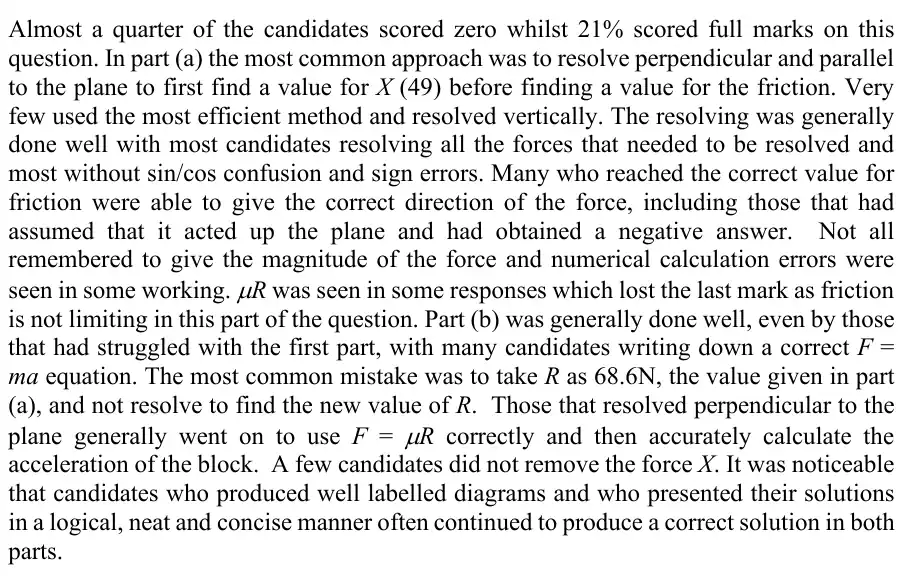 Almost a quarter of the candidates scored zero whilst 21% scored full marks on this
question. In part (a) the most common approach was to resolve perpendicular and parallel
to the plane to first find a value for X (49) before finding a value for the friction. Very
few used the most efficient method and resolved vertically. The resolving was generally
done well with most candidates resolving all the forces that needed to be resolved and
most without sin/cos confusion and sign errors. Many who reached the correct value for
friction were able to give the correct direction of the force, including those that had
assumed that it acted up the plane and had obtained a negative answer.  Not all
remembered to give the magnitude of the force and numerical calculation errors were
seen in some working. μR was seen in some responses which lost the last mark as friction
is not limiting in this part of the question. Part (b) was generally done well, even by those
that had struggled with the first part, with many candidates writing down a correct F =
ma equation. The most common mistake was to take R as 68.6N, the value given in part
(a), and not resolve to find the new value of R.  Those that resolved perpendicular to the
plane generally went on to use F = μR correctly and then accurately calculate the
acceleration of the block.  A few candidates did not remove the force X. It was noticeable
that candidates who produced well labelled diagrams and who presented their solutions
in a logical, neat and concise manner often continued to produce a correct solution in both
parts.